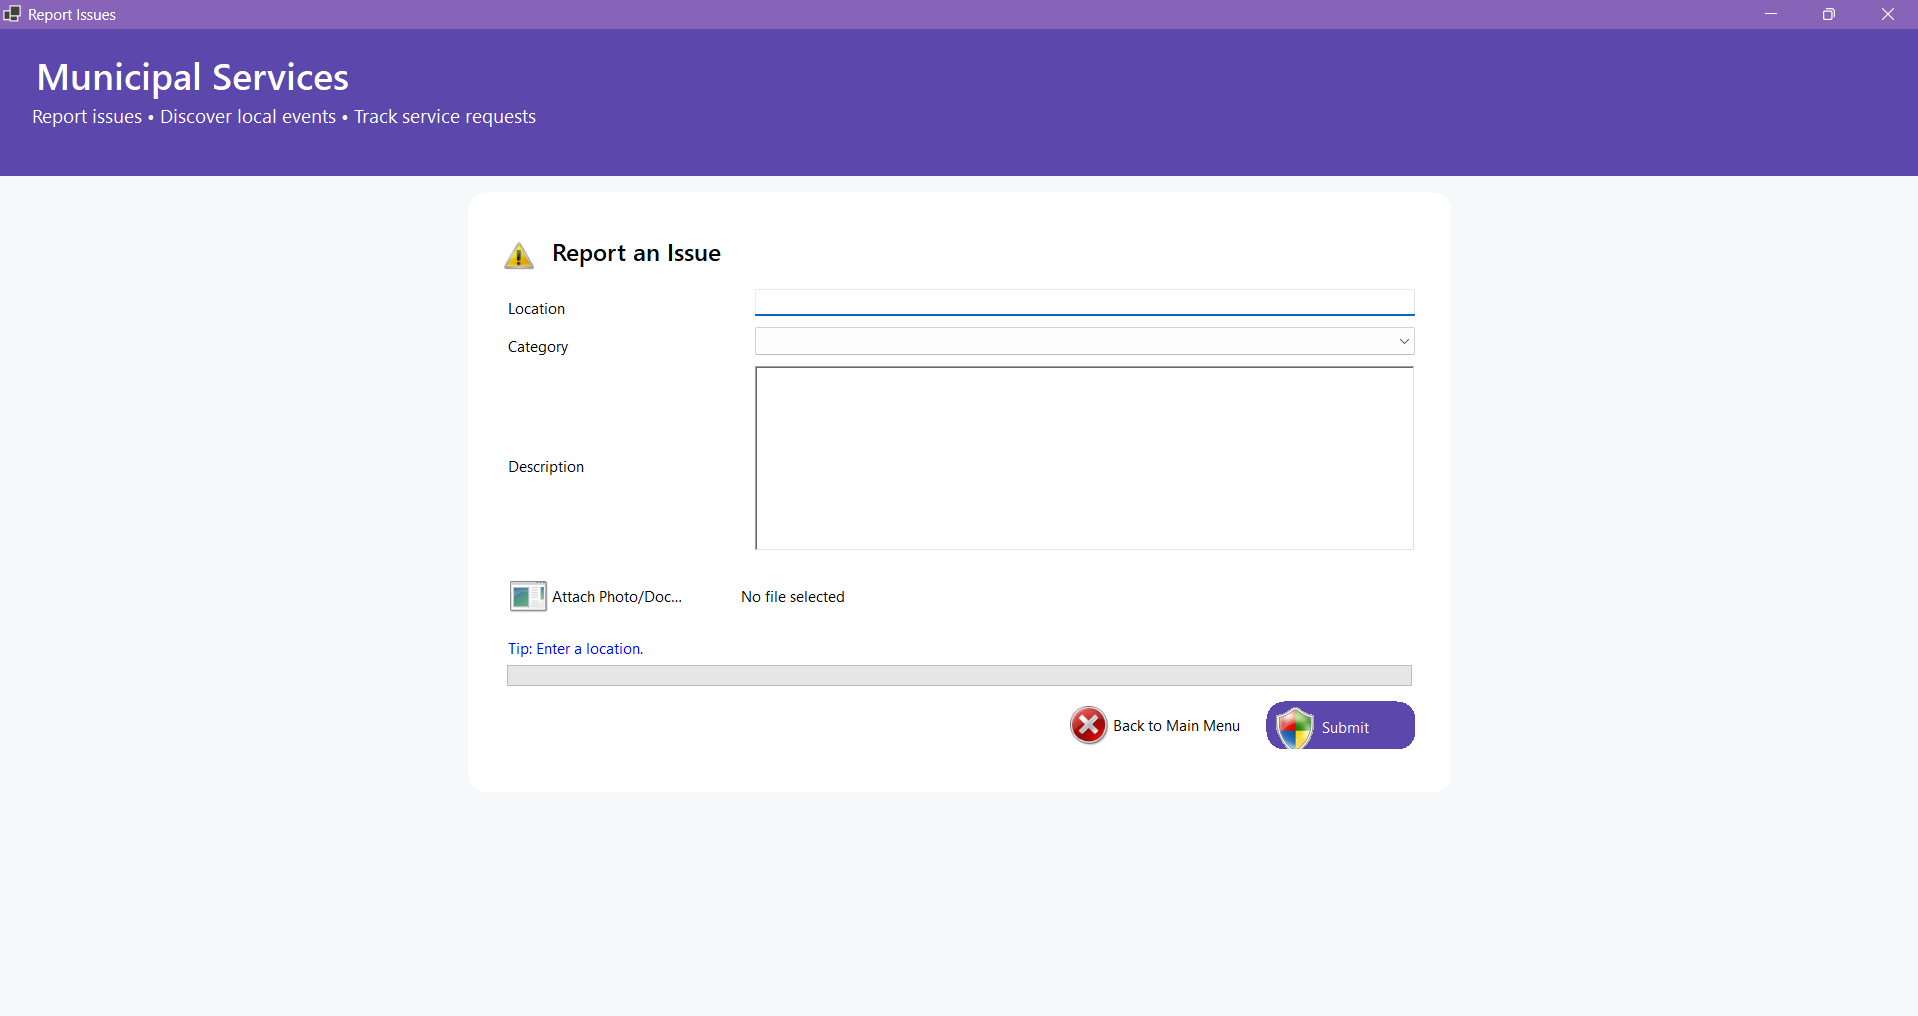 Report Issues
Municipal Services
Report issues • Discover local events • Track service requests
Report an Issue
Location
Category
Description
Attach Photo/Doc... No file selected
Tip: Enter a location.
Back to Main Menu Submit